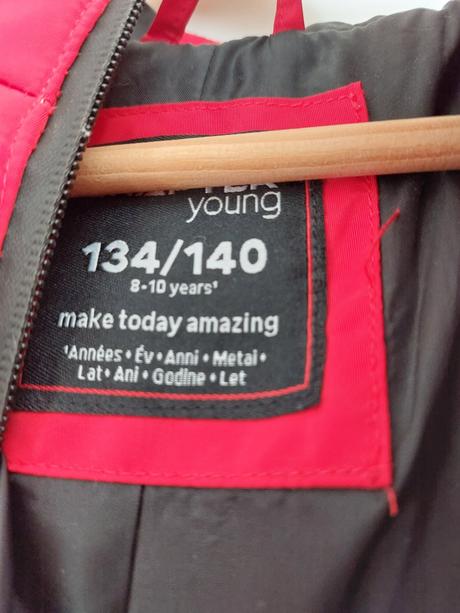 young
134/140
8-10 years¹
make today amazing
¹Années • Év • Anni • Metai •
Lat • Ani • Godine • Let